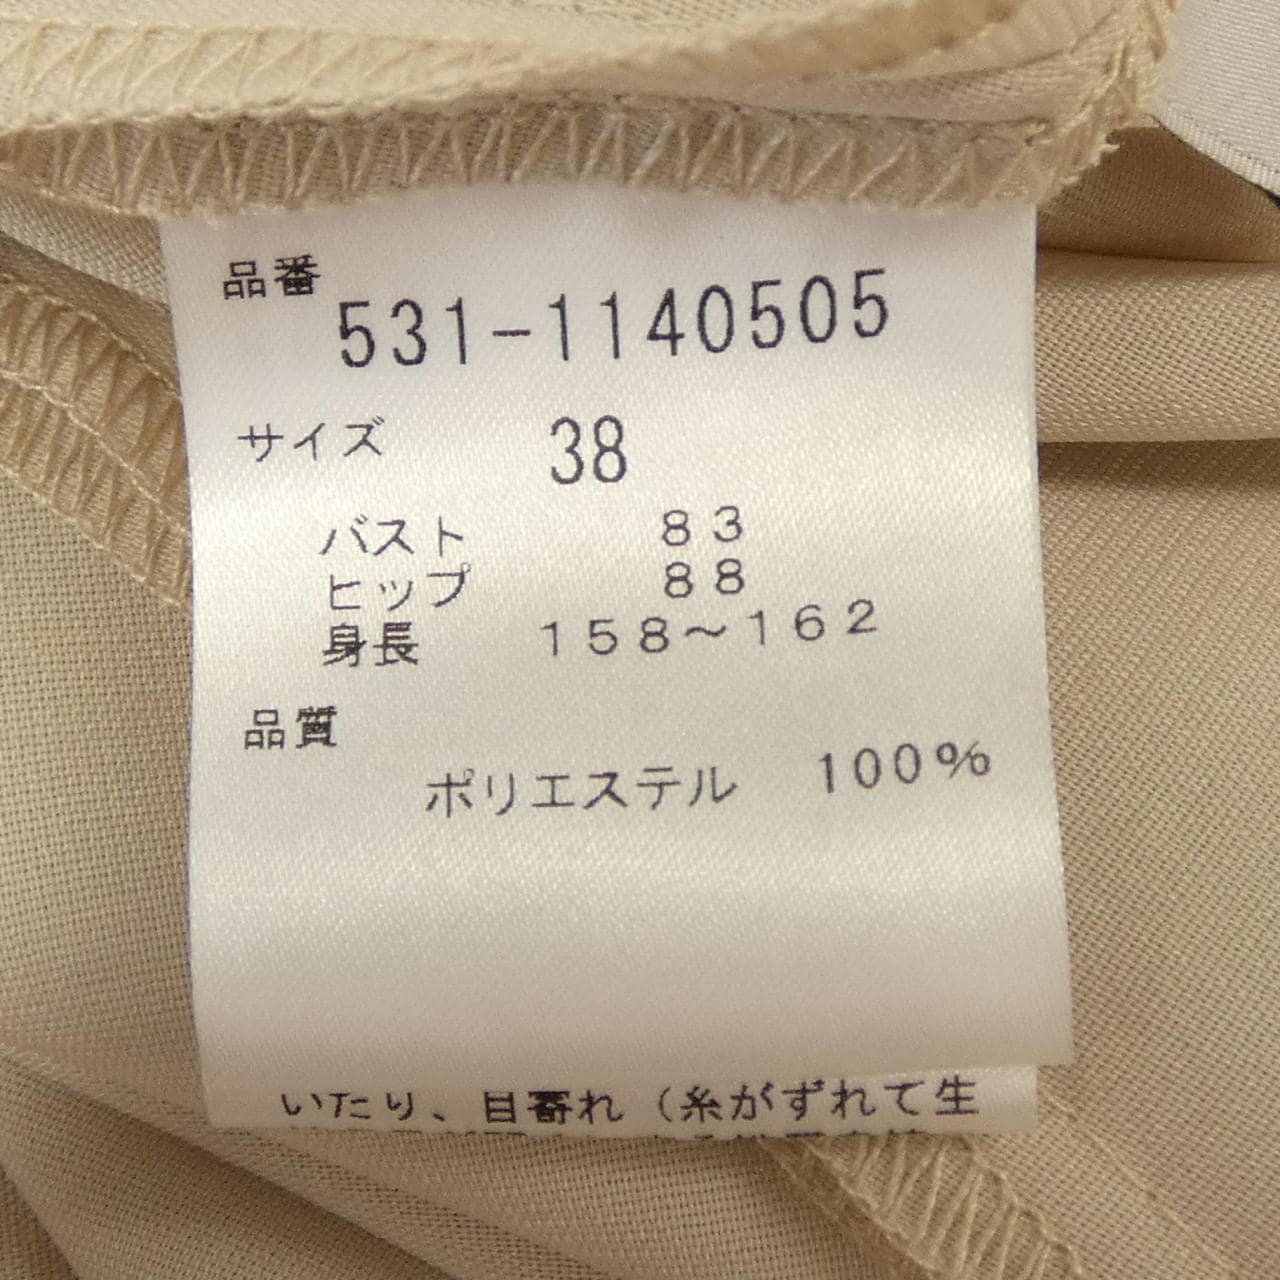 品番
531-1140505
サイズ 38
バスト 83
ヒップ 88
身長 158～162
品質
ポリエステル 100%
いたり、目寄れ（糸がずれて生